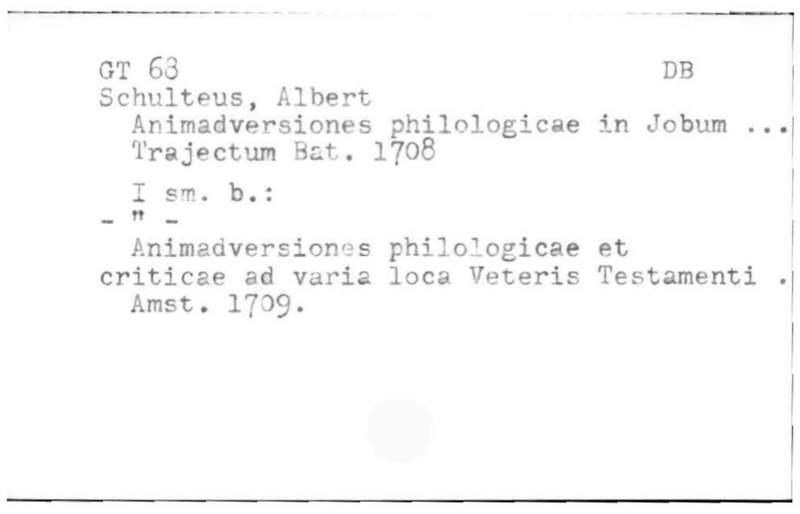 GT 68 DB
Schulteus, Albert
Animadversiones philologicae in Jobum ...
Trajectum Bat. 1708
I sm. b.:
- " -
Animadversiones philologicae et
criticae ad varia loca Veteris Testamenti .
Amst. 1709.